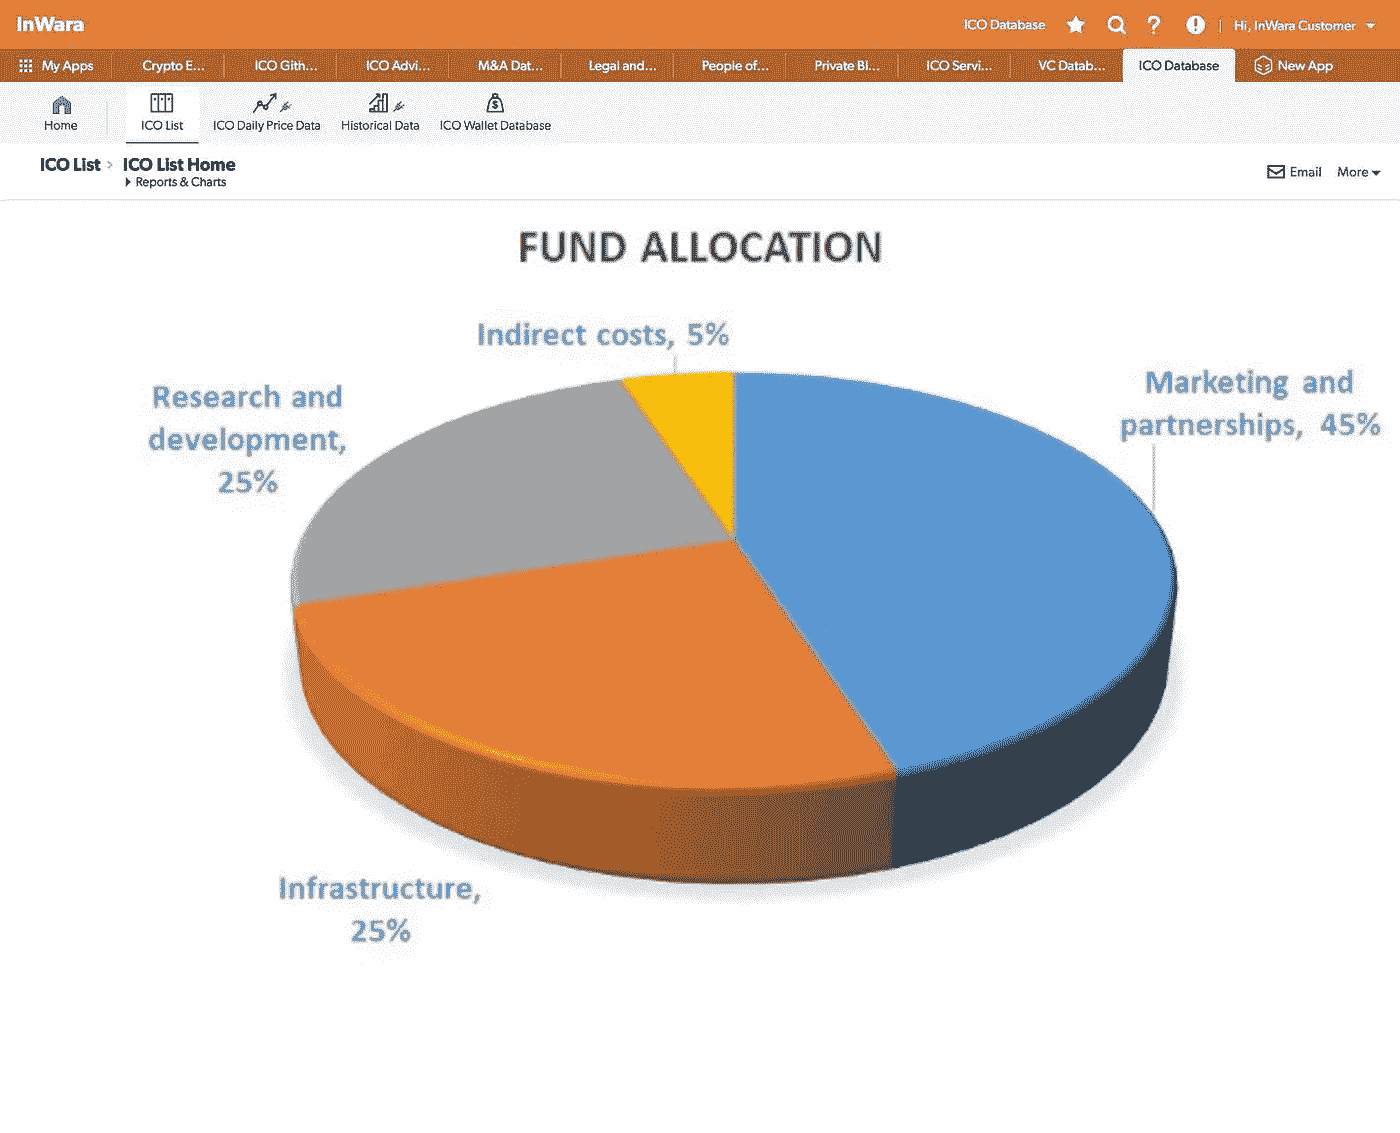 InWara
ICO Database
Hi, InWara Customer
My Apps
Crypto E...
ICO Gith...
ICO Advi...
M&A Dat...
Legal and...
People of...
Private Bl...
ICO Servi...
VC Datab...
ICO Database
New App
Home
ICO List
ICO Daily Price Data
Historical Data
ICO Wallet Database
ICO List > ICO List Home
Reports & Charts
Email
More
FUND ALLOCATION
Indirect costs, 5%
Marketing and
partnerships, 45%
Research and
development,
25%
Infrastructure,
25%